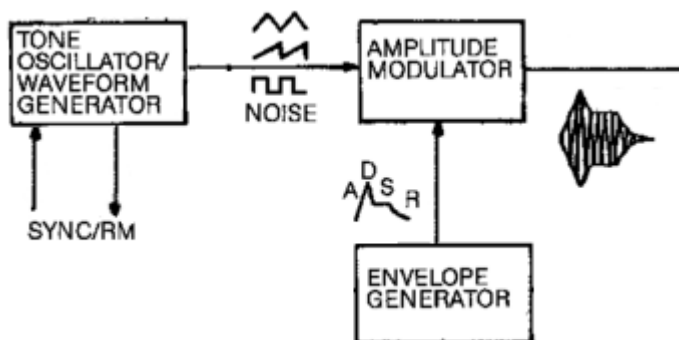 TONE
OSCILLATOR/
WAVEFORM
GENERATOR
NOISE
AMPLITUDE
MODULATOR
SYNC/RM
A D S R
ENVELOPE
GENERATOR